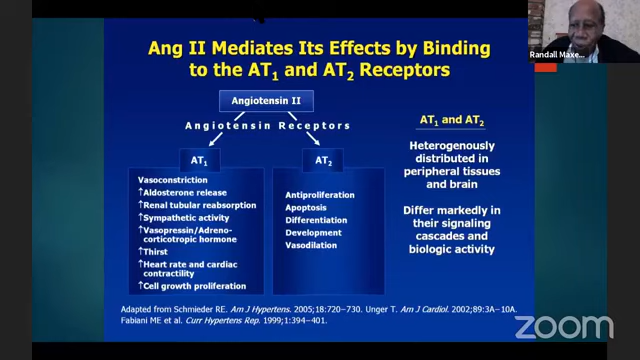 Ang II Mediates Its Effects by Binding
to the AT1 and AT2 Receptors
Angiotensin II
Angiotensin Receptors
AT1
Vasoconstriction
↑Aldosterone release
↑Renal tubular reabsorption
↑Sympathetic activity
↑Vasopressin/Adreno-
corticotropic hormone
↑Thirst
↑Heart rate and cardiac
contractility
↑Cell growth proliferation
AT2
Antiproliferation
Apoptosis
Differentiation
Development
Vasodilation
AT1 and AT2
Heterogenously
distributed in
peripheral tissues
and brain
Differ markedly in
their signaling
cascades and
biologic activity
Adapted from Schmieder RE. Am J Hypertens. 2005;18:720–730. Unger T. Am J Cardiol. 2002;89:3A–10A.
Fabiani ME et al. Curr Hypertens Rep. 1999;1:394–401.
Randall Maxe...
zoom